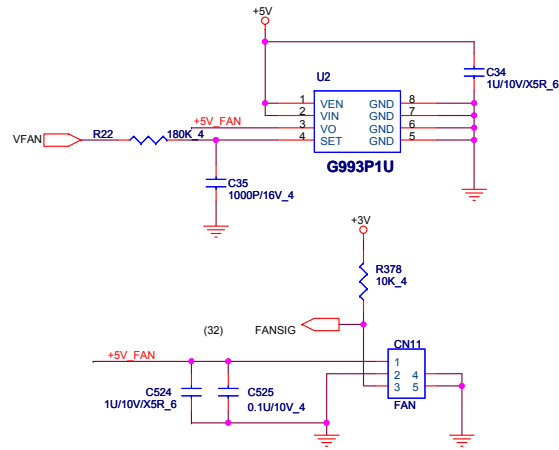 +5V
U2
C34
1U/10V/X5R_6
1 VEN GND 8
2 VIN GND 7
+5V_FAN
3 VO GND 6
VFAN R22 180K_4 4 SET GND 5
G993P1U
C35
1000P/16V_4
+3V
R378
10K_4
(32) FANSIG
CN11
+5V_FAN
1
2 4
3 5
FAN
C524
1U/10V/X5R_6
C525
0.1U/10V_4